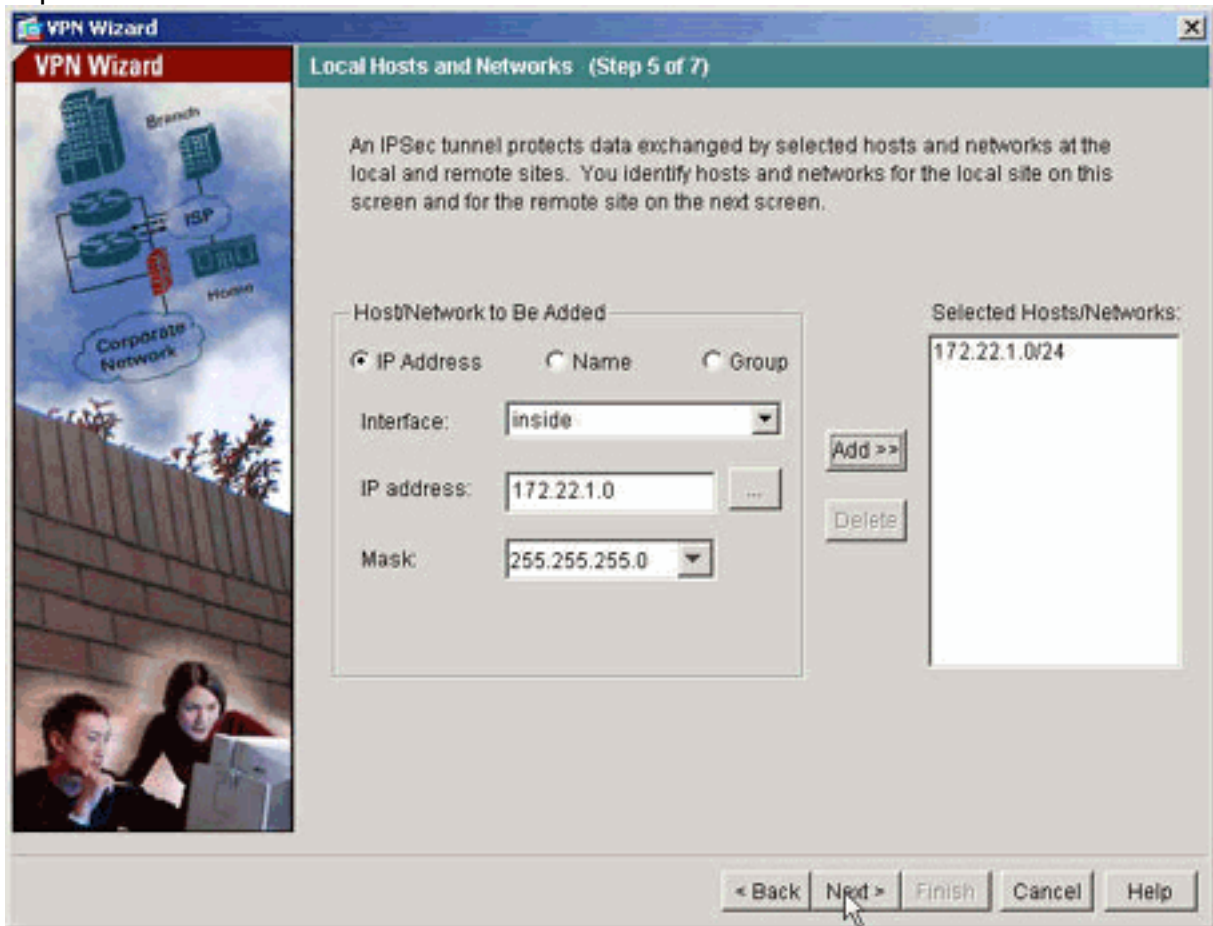 VPN Wizard
VPN Wizard
Local Hosts and Networks (Step 5 of 7)
Branch
ISP
Home
Corporate
Network
An IPSec tunnel protects data exchanged by selected hosts and networks at the
local and remote sites. You identify hosts and networks for the local site on this
screen and for the remote site on the next screen.
Host/Network to Be Added
IP Address Name Group
Interface: inside
IP address: 172.22.1.0 ...
Mask: 255.255.255.0
Add >>
Delete
Selected Hosts/Networks:
172.22.1.0/24
< Back Next > Finish Cancel Help